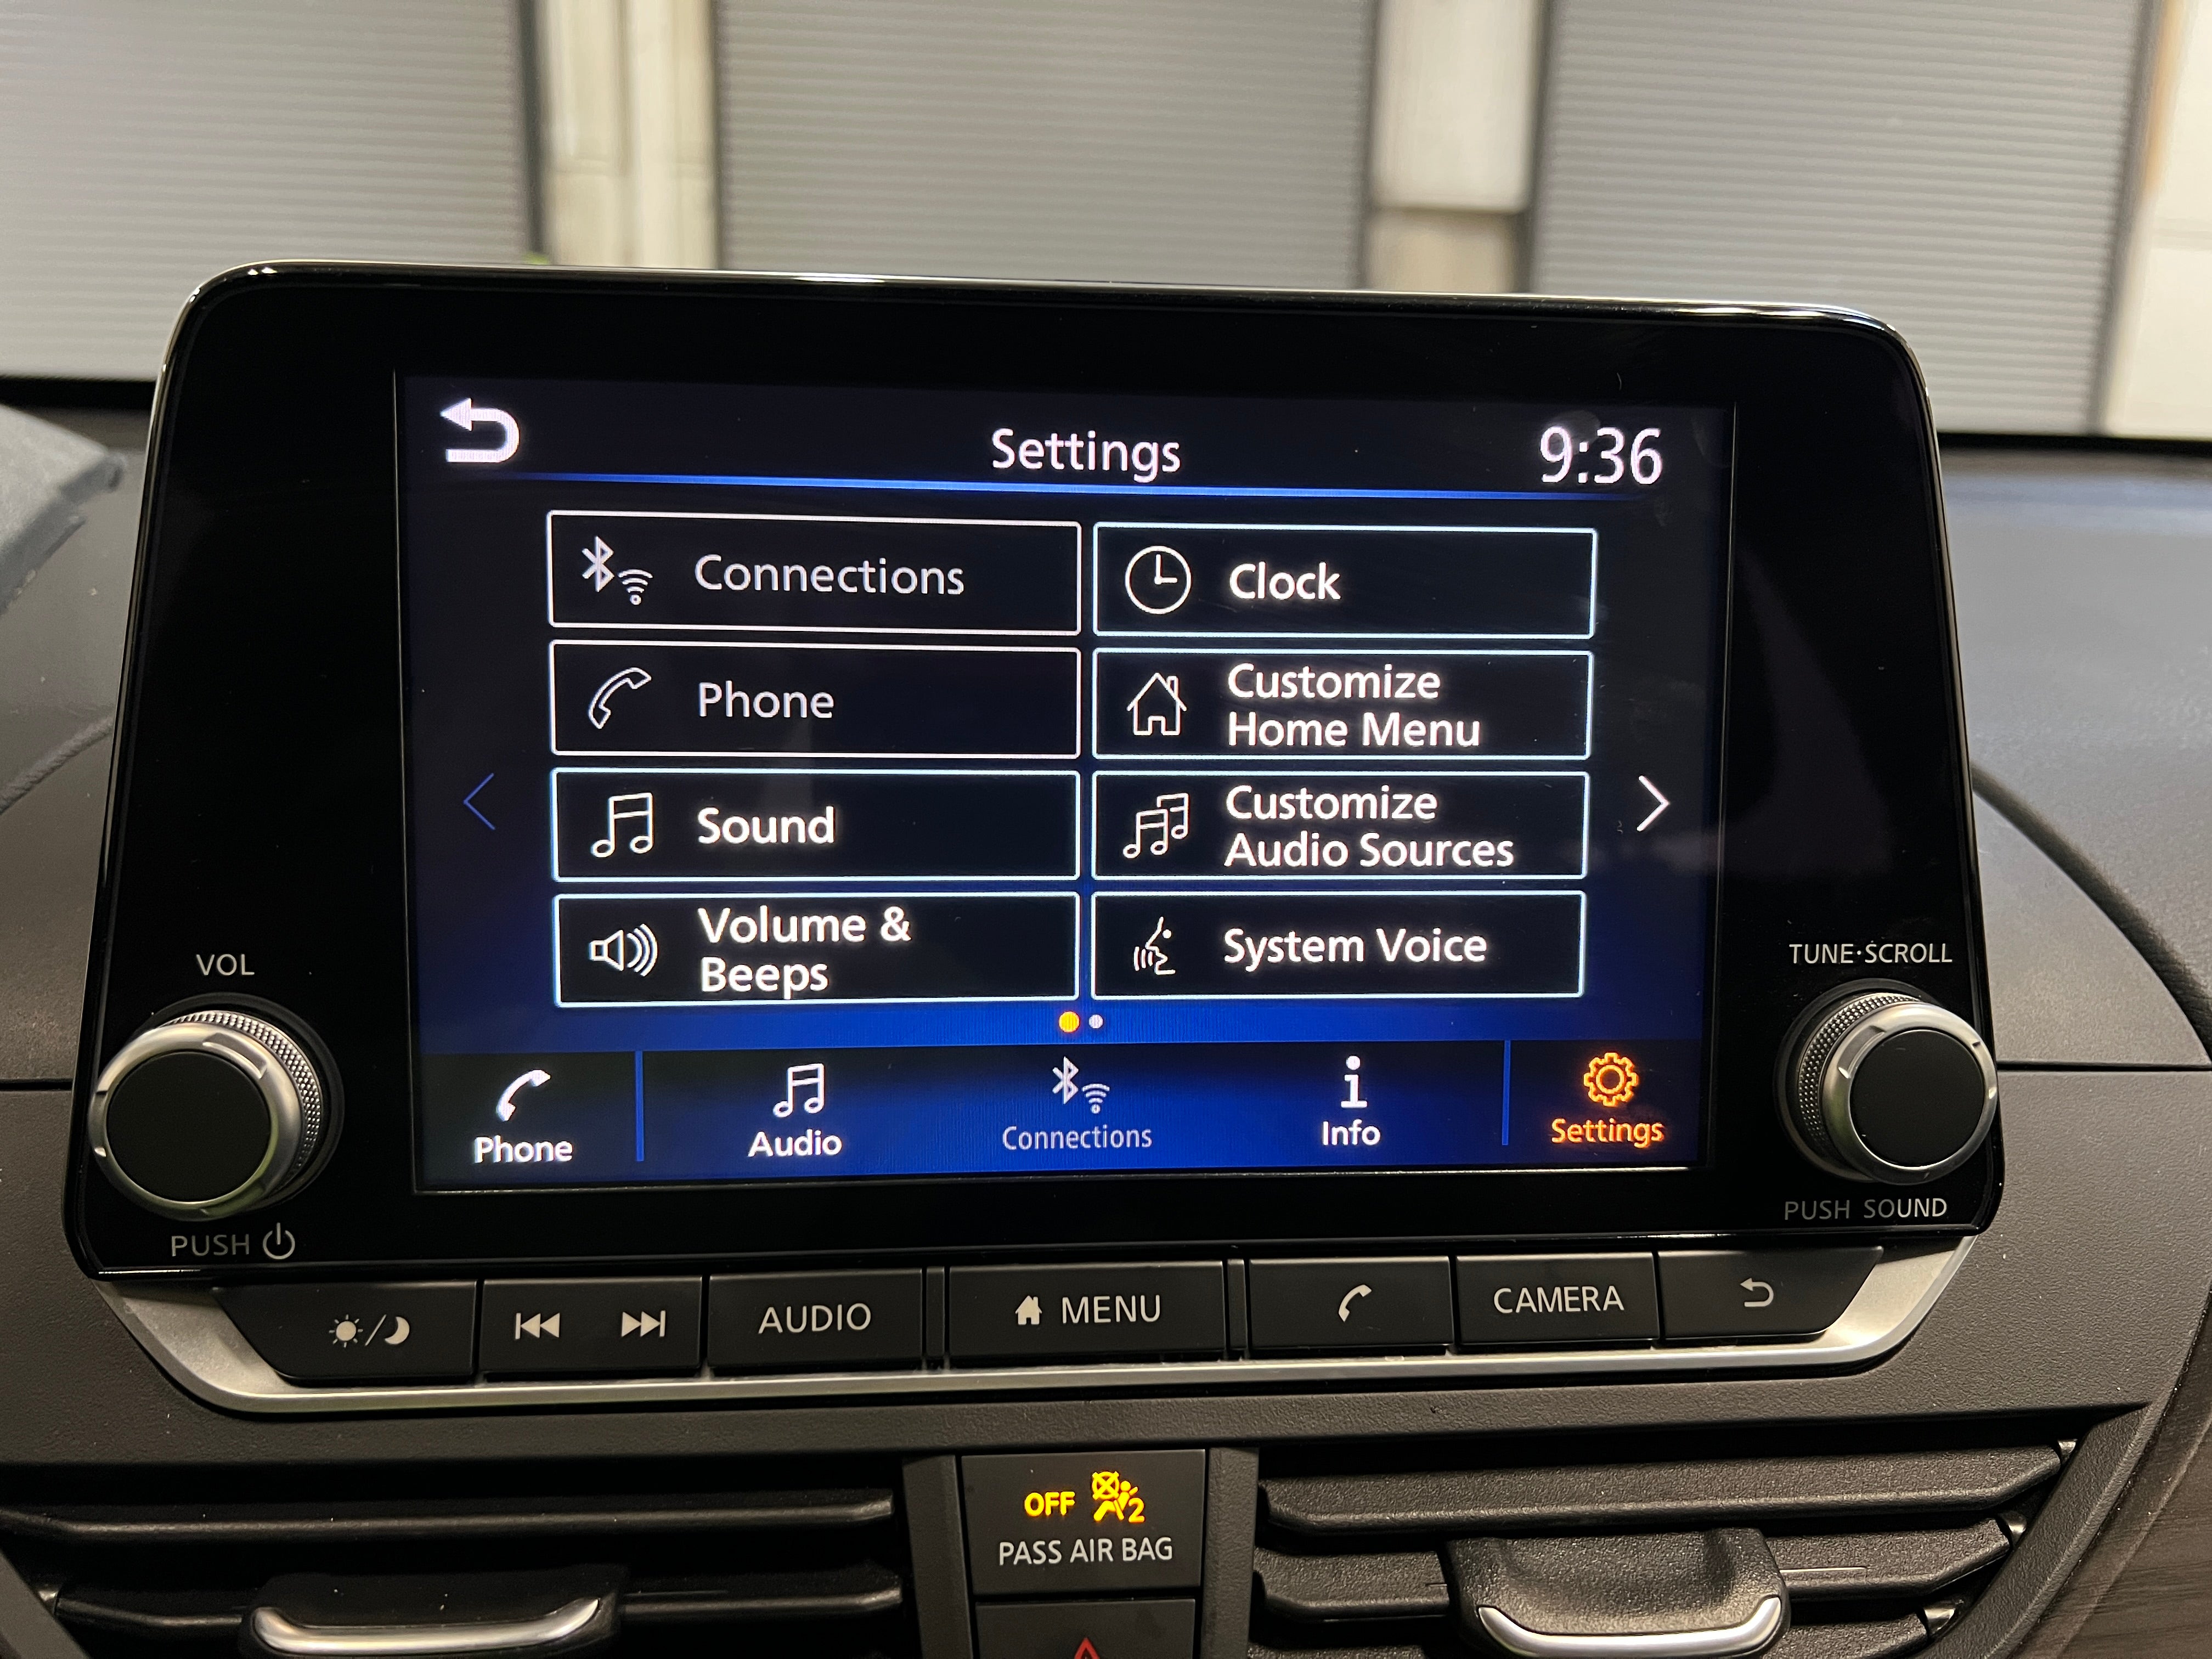 Settings
9:36
Connections
Clock
Phone
Customize
Home Menu
Sound
Customize
Audio Sources
Volume &
Beeps
System Voice
Phone
Audio
Connections
Info
Settings
VOL
PUSH
TUNE·SCROLL
PUSH SOUND
AUDIO
MENU
CAMERA
OFF 2
PASS AIR BAG